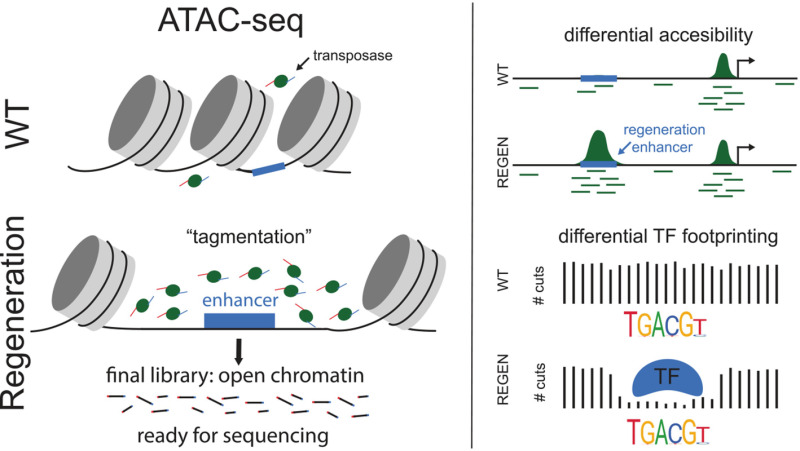 ATAC-seq
transposase
WT
Regeneration
"tagmentation"
enhancer
final library: open chromatin
ready for sequencing
differential accesibility
WT
REGEN
regeneration
enhancer
differential TF footprinting
WT
# cuts
TGACGT
REGEN
# cuts
TF
TGACGT